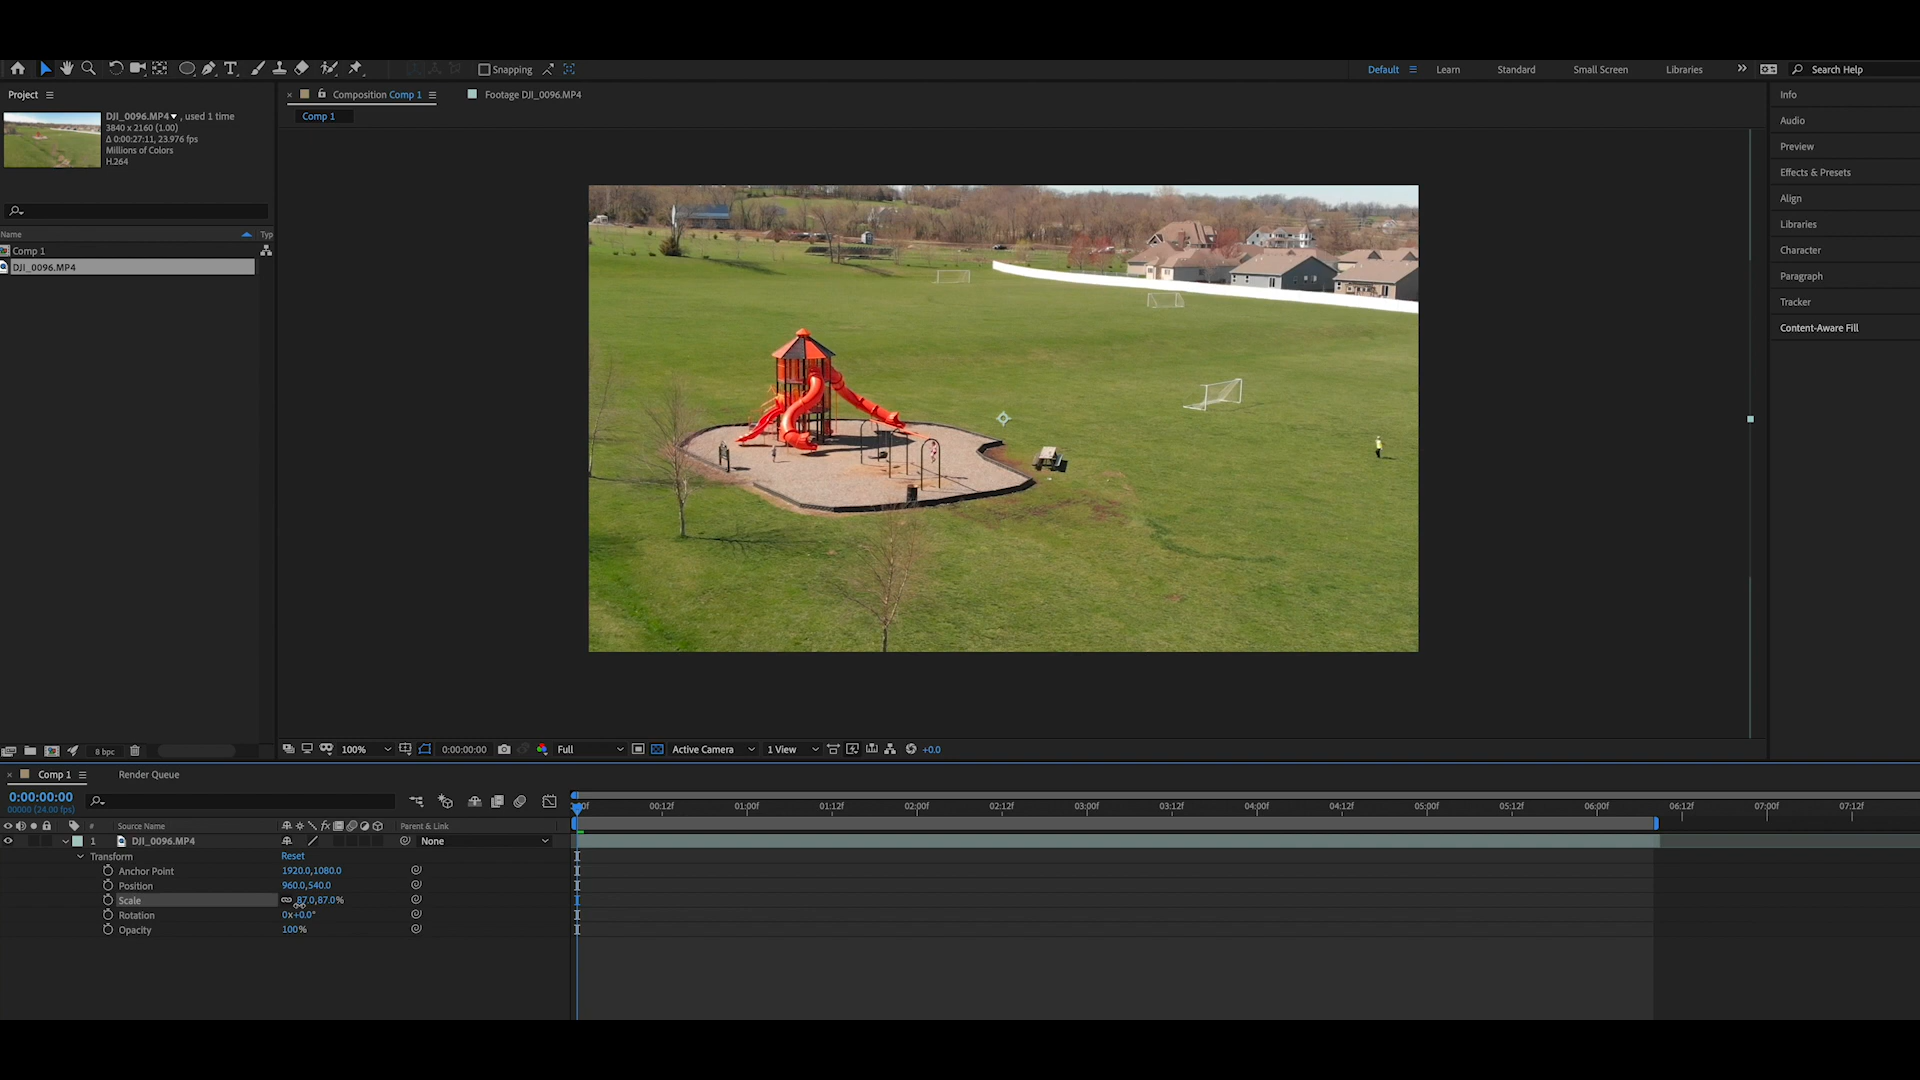 Snapping
Default
Learn
Standard
Small Screen
Libraries
Search Help
Project
Composition Comp 1
Footage DJI_0096.MP4
Comp 1
DJI_0096.MP4 , used 1 time
3840 x 2160 (1.00)
Δ 0:00:27:11, 23.976 fps
Millions of Colors
H.264
Name
Typ
Comp 1
DJI_0096.MP4
Info
Audio
Preview
Effects & Presets
Align
Libraries
Character
Paragraph
Tracker
Content-Aware Fill
8 bpc
100%
0:00:00:00
Full
Active Camera
1 View
+0.0
Comp 1
Render Queue
0:00:00:00
00000 (24.00 fps)
00:12f
01:00f
01:12f
02:00f
02:12f
03:00f
03:12f
04:00f
04:12f
05:00f
05:12f
06:00f
06:12f
07:00f
07:12f
#
Source Name
Parent & Link
1
DJI_0096.MP4
None
Transform
Reset
Anchor Point
1920.0,1080.0
Position
960.0,540.0
Scale
87.0,87.0%
Rotation
0x+0.0°
Opacity
100%